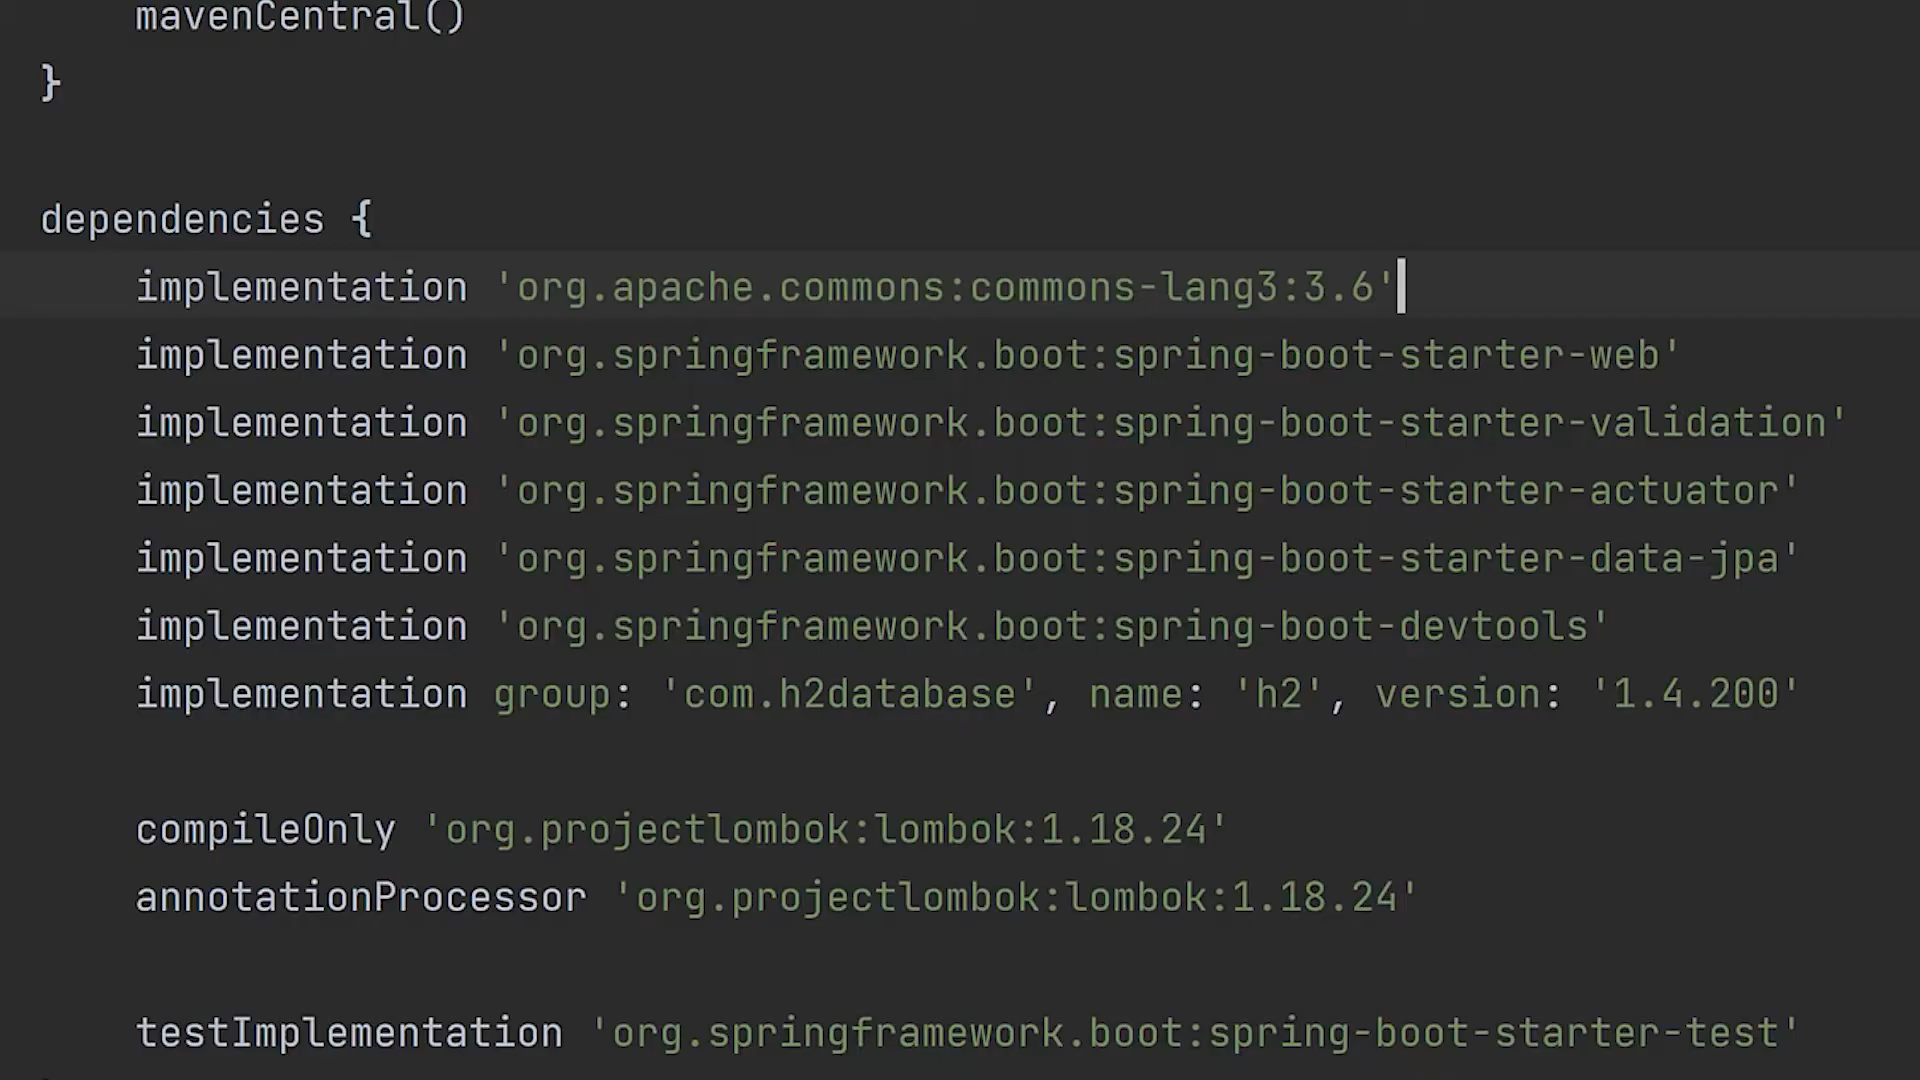 mavenCentral()
}
dependencies {
implementation 'org.apache.commons:commons-lang3:3.6'
implementation 'org.springframework.boot:spring-boot-starter-web'
implementation 'org.springframework.boot:spring-boot-starter-validation'
implementation 'org.springframework.boot:spring-boot-starter-actuator'
implementation 'org.springframework.boot:spring-boot-starter-data-jpa'
implementation 'org.springframework.boot:spring-boot-devtools'
implementation group: 'com.h2database', name: 'h2', version: '1.4.200'
compileOnly 'org.projectlombok:lombok:1.18.24'
annotationProcessor 'org.projectlombok:lombok:1.18.24'
testImplementation 'org.springframework.boot:spring-boot-starter-test'